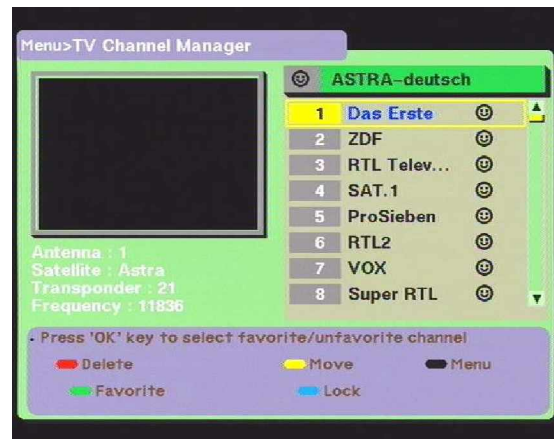 Menu>TV Channel Manager
ASTRA-deutsch
1 Das Erste
2 ZDF
3 RTL Telev...
4 SAT.1
5 ProSieben
6 RTL2
7 VOX
8 Super RTL
Antenna : 1
Satellite : Astra
Transponder : 21
Frequency : 11836
Press 'OK' key to select favorite/unfavorite channel
Delete
Move
Menu
Favorite
Lock